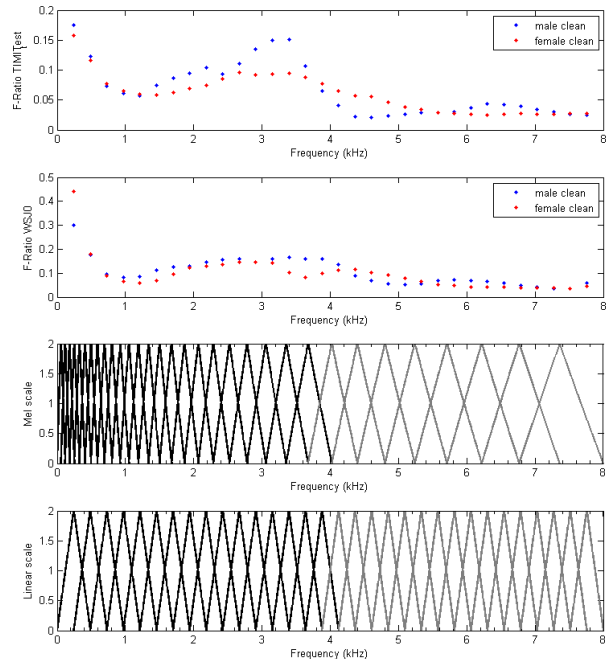 0.2
0.15
0.1
0.05
0
F-Ratio TIMITTest
male clean
female clean
0 1 2 3 4 5 6 7 8
Frequency (kHz)
0.5
0.4
0.3
0.2
0.1
0
F-Ratio WSJ0
male clean
female clean
0 1 2 3 4 5 6 7 8
Frequency (kHz)
2
1.5
1
0.5
0
Mel scale
0 1 2 3 4 5 6 7 8
Frequency (kHz)
2
1.5
1
0.5
0
Linear scale
0 1 2 3 4 5 6 7 8
Frequency (kHz)